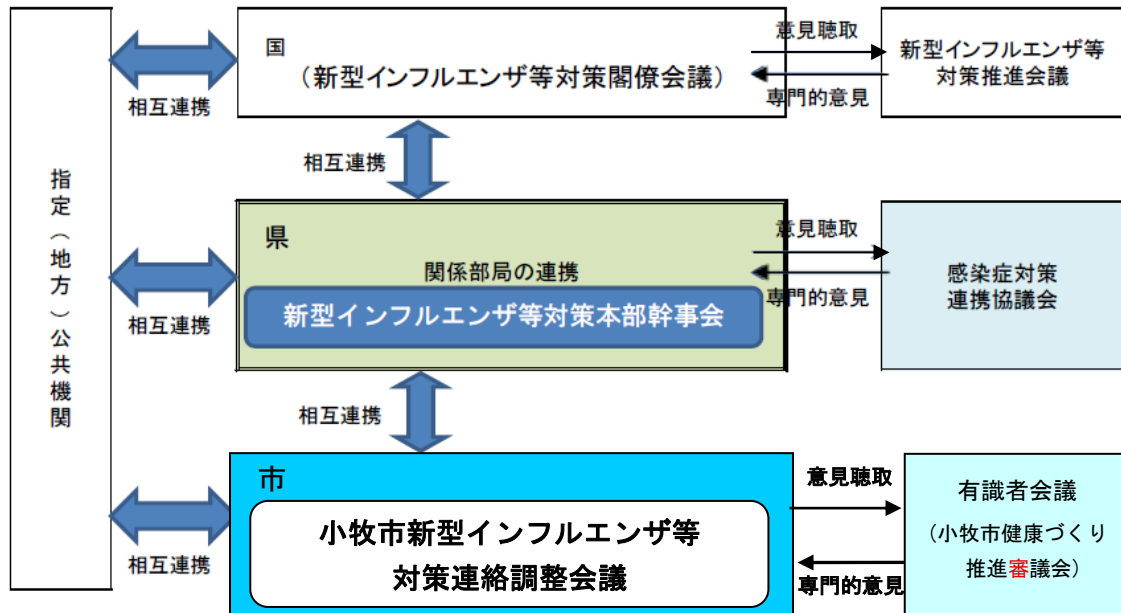 指定（地方）公共機関
相互連携
国
（新型インフルエンザ等対策閣僚会議）
意見聴取
専門的意見
新型インフルエンザ等
対策推進会議
相互連携
相互連携
県
関係部局の連携
新型インフルエンザ等対策本部幹事会
意見聴取
専門的意見
感染症対策
連携協議会
相互連携
相互連携
市
小牧市新型インフルエンザ等
対策連絡調整会議
意見聴取
専門的意見
有識者会議
（小牧市健康づくり
推進審議会）